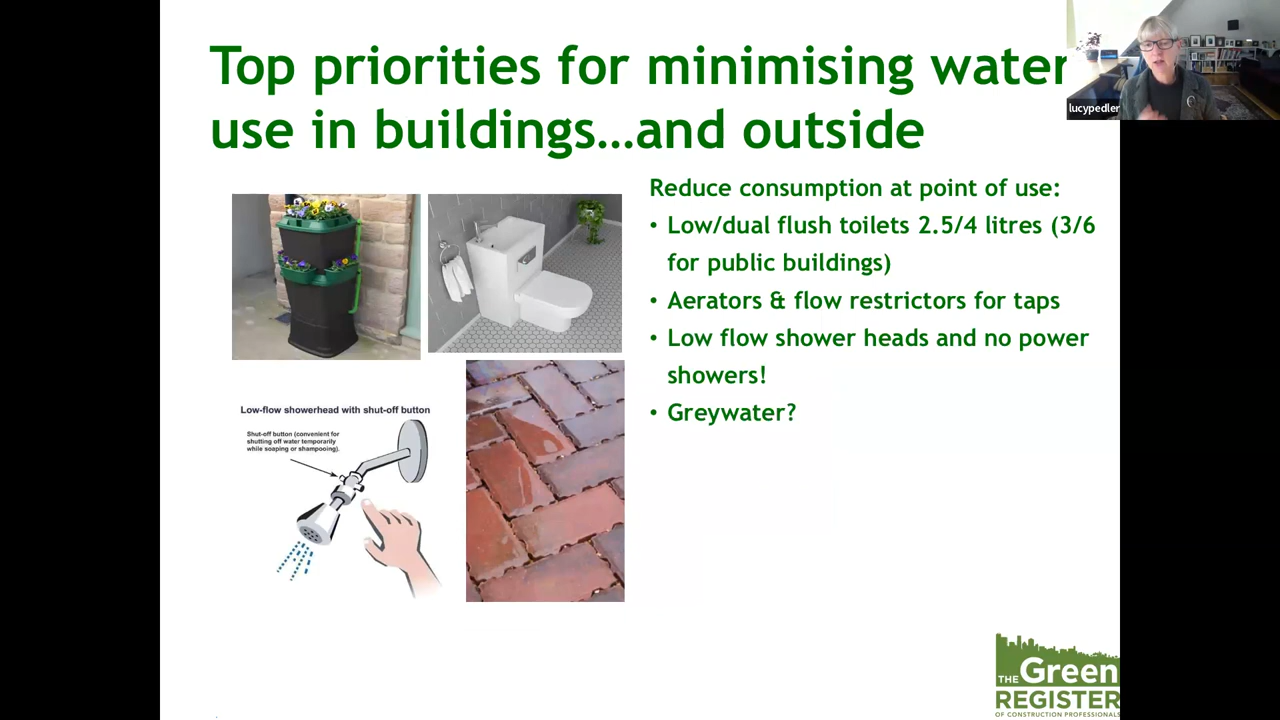 Top priorities for minimising water
use in buildings...and outside
lucypedler
Reduce consumption at point of use:
• Low/dual flush toilets 2.5/4 litres (3/6
for public buildings)
• Aerators & flow restrictors for taps
• Low flow shower heads and no power
showers!
• Greywater?
Low-flow showerhead with shut-off button
Shut-off button (convenient for
shutting off water temporarily
while soaping or shampooing).
THE Green
REGISTER
OF CONSTRUCTION PROFESSIONALS